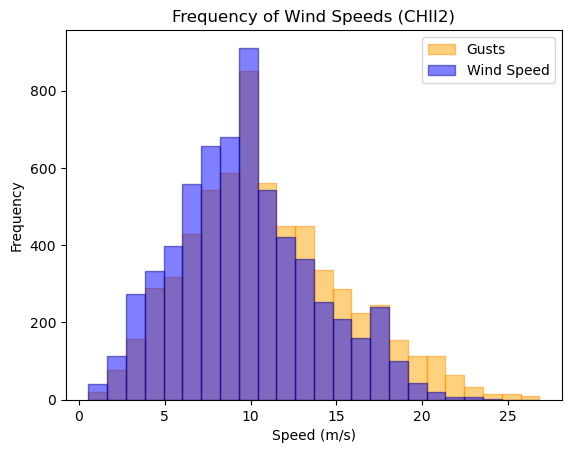 Frequency of Wind Speeds (CHII2)
Gusts
Wind Speed
Frequency
800
600
400
200
0
0 5 10 15 20 25
Speed (m/s)